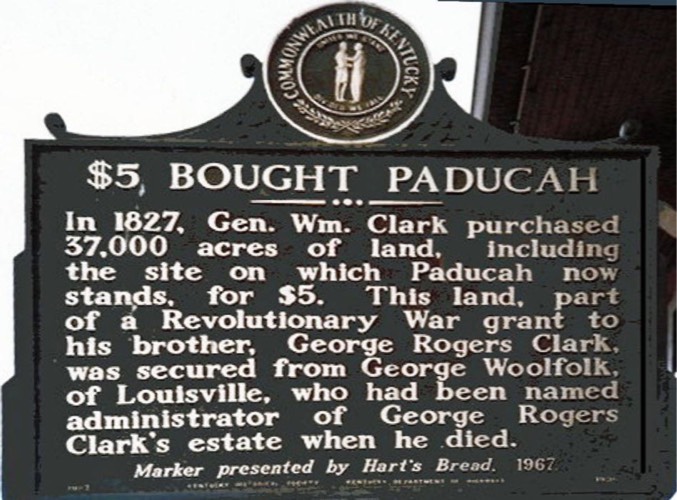 COMMONWEALTH OF KENTUCKY
UNITED WE STAND
DIVIDED WE FALL
$5 BOUGHT PADUCAH
In 1827, Gen. Wm. Clark purchased
37,000 acres of land, including
the site on which Paducah now
stands, for $5. This land, part
of a Revolutionary War grant to
his brother, George Rogers Clark,
was secured from George Woolfolk,
of Louisville, who had been named
administrator of George Rogers
Clark's estate when he died.
Marker presented by Hart's Bread, 1967
KENTUCKY HISTORICAL SOCIETY KENTUCKY DEPARTMENT OF HIGHWAYS